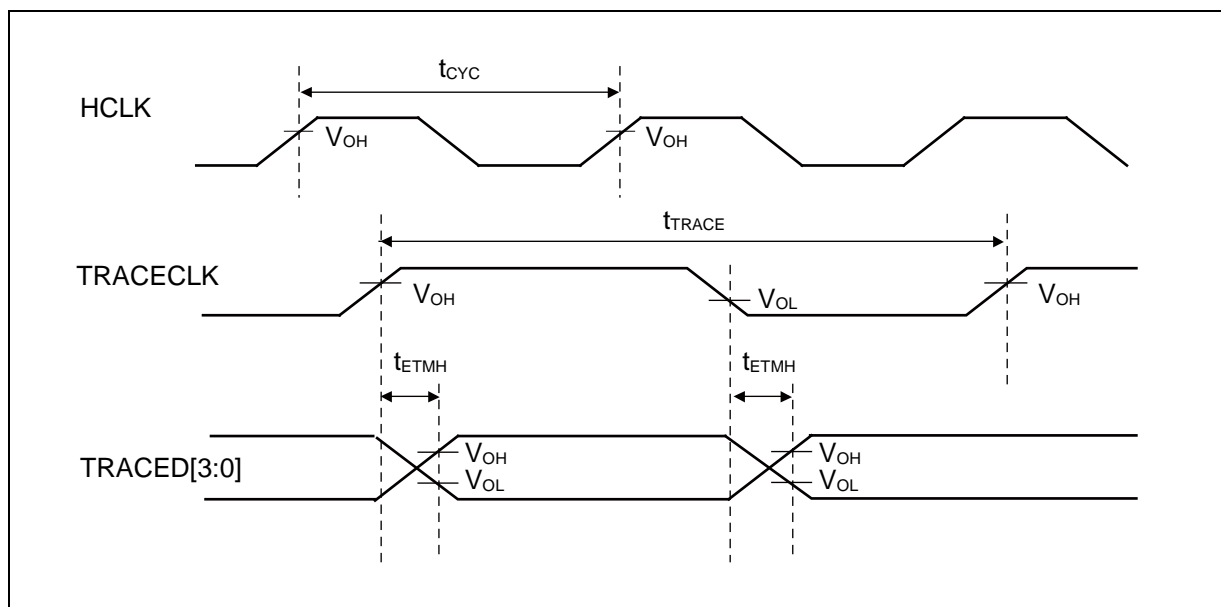 tCYC
HCLK
VOH VOH
tTRACE
TRACECLK
VOH VOL VOH
tETMH tETMH
TRACED[3:0]
VOH VOH
VOL VOL